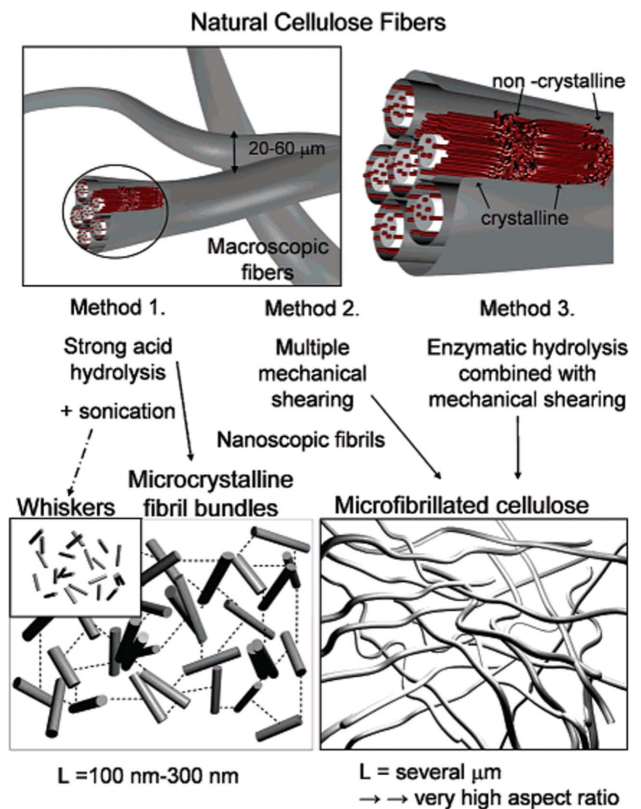 Natural Cellulose Fibers
20-60 μm
Macroscopic
fibers
non -crystalline
crystalline
Method 1.
Strong acid
hydrolysis
+ sonication
Method 2.
Multiple
mechanical
shearing
Method 3.
Enzymatic hydrolysis
combined with
mechanical shearing
Nanoscopic fibrils
Whiskers
Microcrystalline
fibril bundles
Microfibrillated cellulose
L =100 nm-300 nm
L = several μm
→ → very high aspect ratio